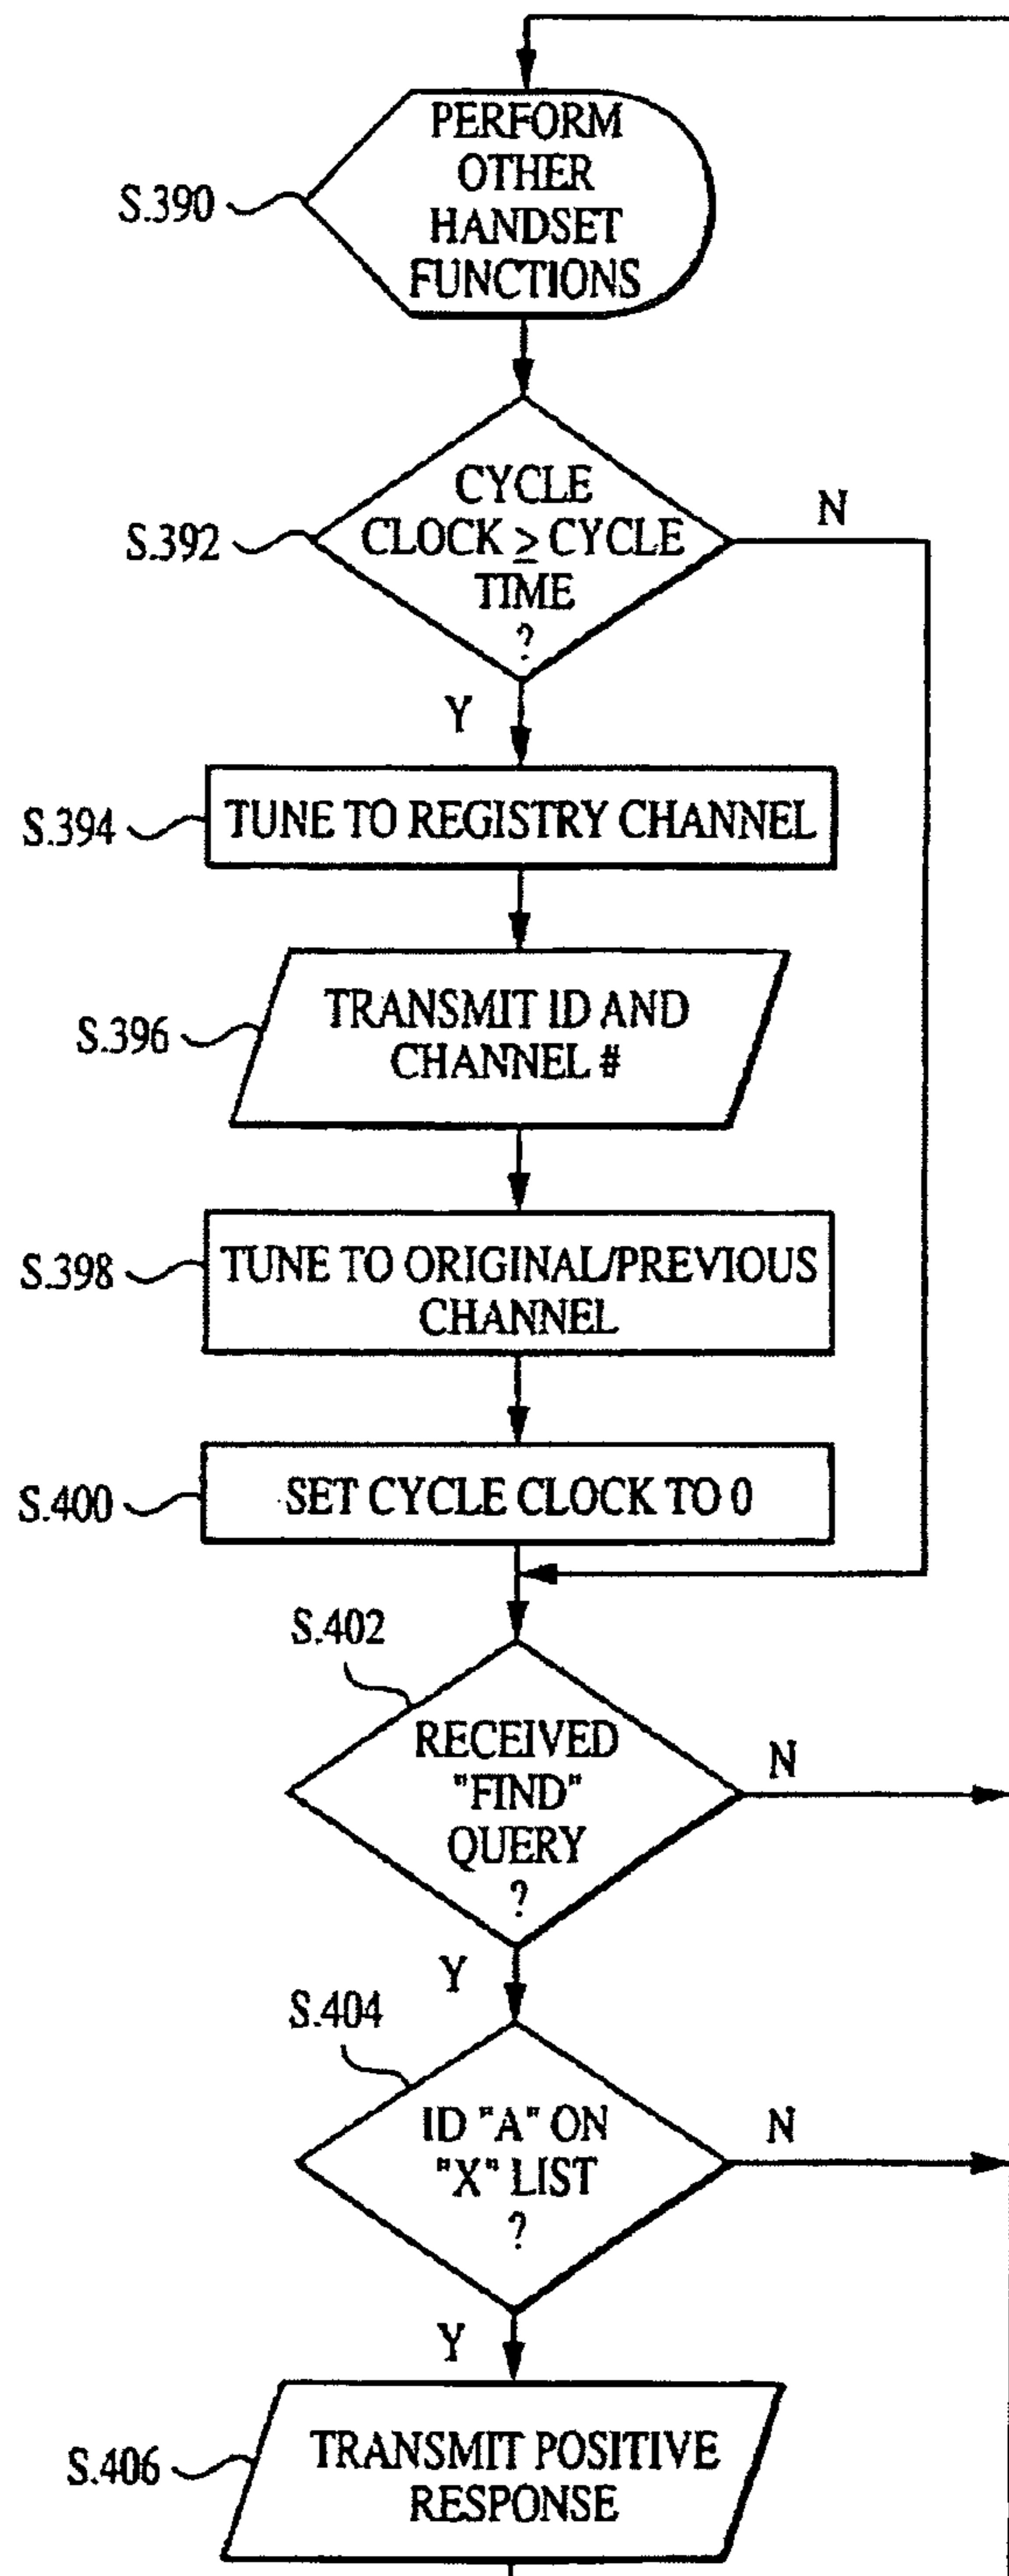 PERFORM
OTHER
HANDSET
FUNCTIONS
S.390
CYCLE
CLOCK ≥ CYCLE
TIME
?
S.392
N
Y
S.394
TUNE TO REGISTRY CHANNEL
TRANSMIT ID AND
CHANNEL #
S.396
TUNE TO ORIGINAL/PREVIOUS
CHANNEL
S.398
S.400
SET CYCLE CLOCK TO 0
S.402
RECEIVED
"FIND"
QUERY
?
N
Y
S.404
ID "A" ON
"X" LIST
?
N
Y
TRANSMIT POSITIVE
RESPONSE
S.406